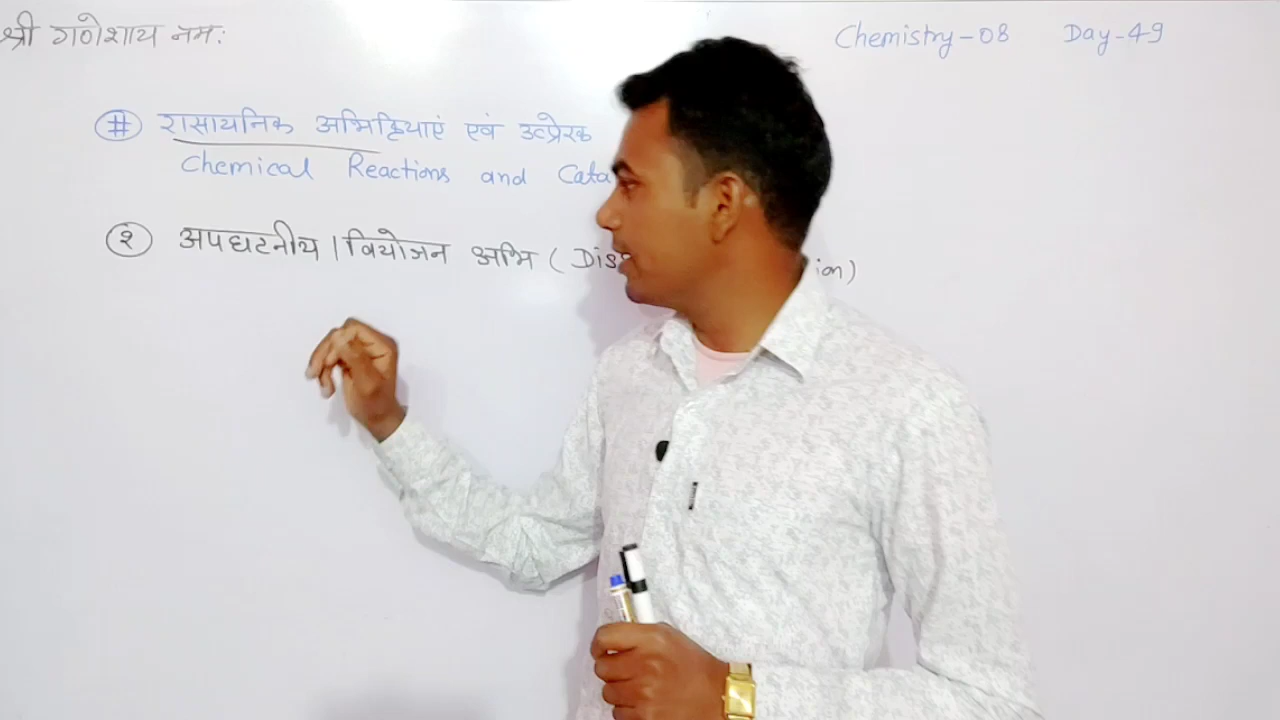 श्री गणेशाय नमः
Chemistry-08 Day-49
# रासायनिक अभिक्रियाएं एवं उत्प्रेरक
Chemical Reactions and Cata
२ अपघटनीय / वियोजन अभि ( Dis ion)